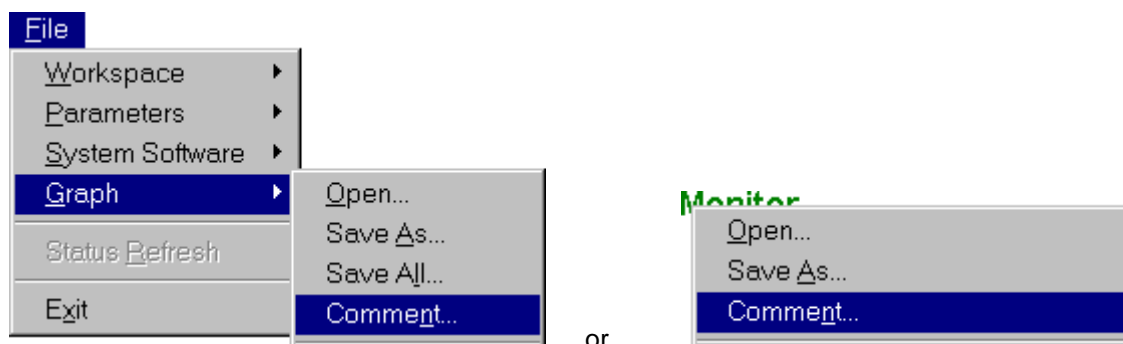 File
Workspace
Parameters
System Software
Graph
Status Refresh
Exit
Open...
Save As...
Save All...
Comment...
or
Monitor
Open...
Save As...
Comment...